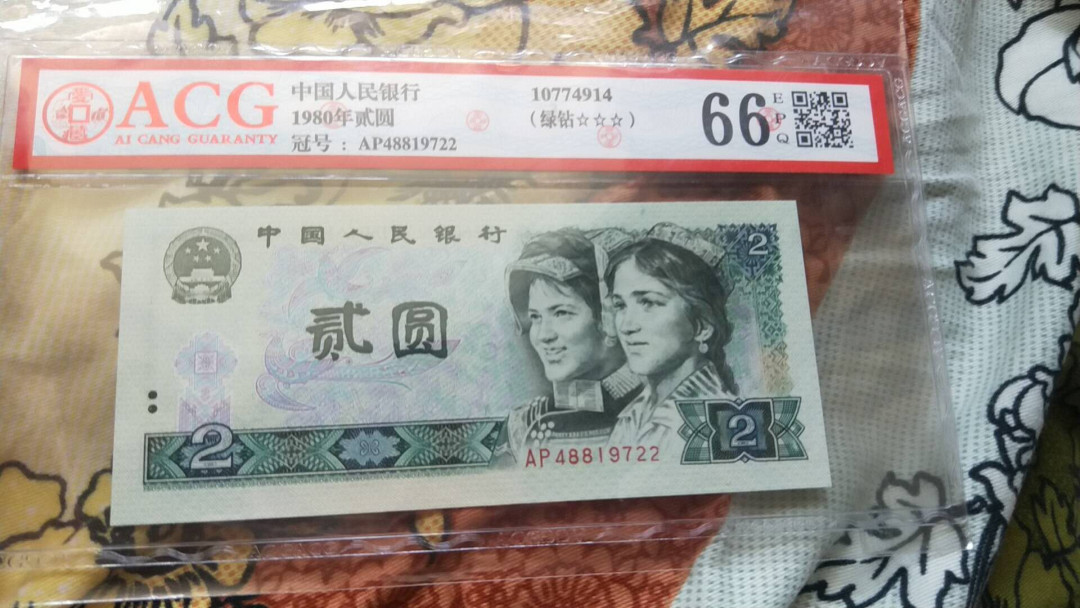 ACG
AI CANG GUARANTY
中国人民银行
1980年贰圆
冠号 : AP48819722
10774914
(绿钻☆☆☆)
66
EPQ
中国人民银行
贰圆
2
2
2
AP48819722